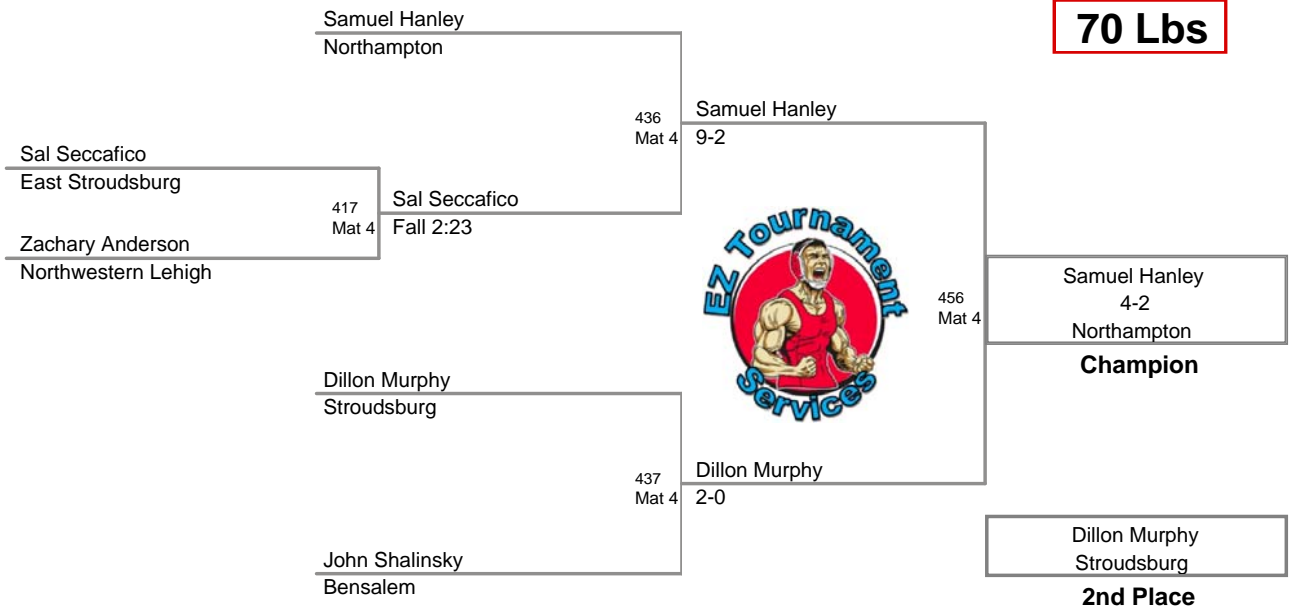 70 Lbs
Samuel Hanley
Northampton
436
Mat 4
Samuel Hanley
9-2
Sal Seccafico
East Stroudsburg
417
Mat 4
Sal Seccafico
Fall 2:23
Zachary Anderson
Northwestern Lehigh
EZ Tournament
Services
456
Mat 4
Samuel Hanley
4-2
Northampton
Champion
Dillon Murphy
Stroudsburg
437
Mat 4
Dillon Murphy
2-0
John Shalinsky
Bensalem
Dillon Murphy
Stroudsburg
2nd Place